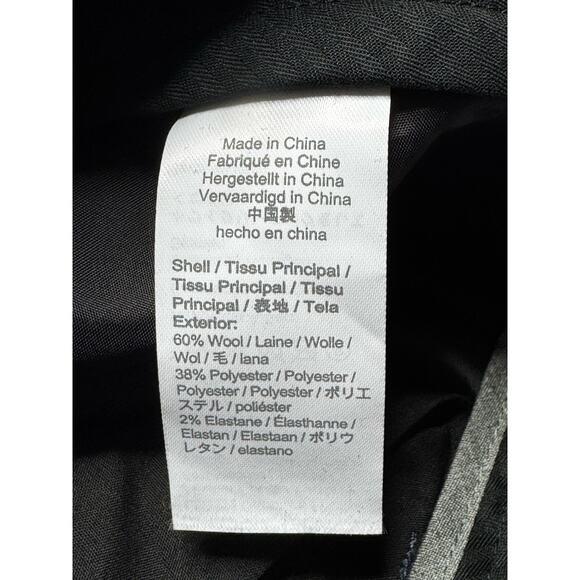 Made in China
Fabriqué en Chine
Hergestellt in China
Vervaardigd in China
中国製
hecho en china
Shell / Tissu Principal /
Tissu Principal / Tissu
Principal / 表地 / Tela
Exterior:
60% Wool / Laine / Wolle /
Wol / 毛 / lana
38% Polyester / Polyester /
Polyester / Polyester / ポリエ
ステル / poliéster
2% Elastane / Élasthanne /
Elastan / Elastaan / ポリウ
レタン / elastano